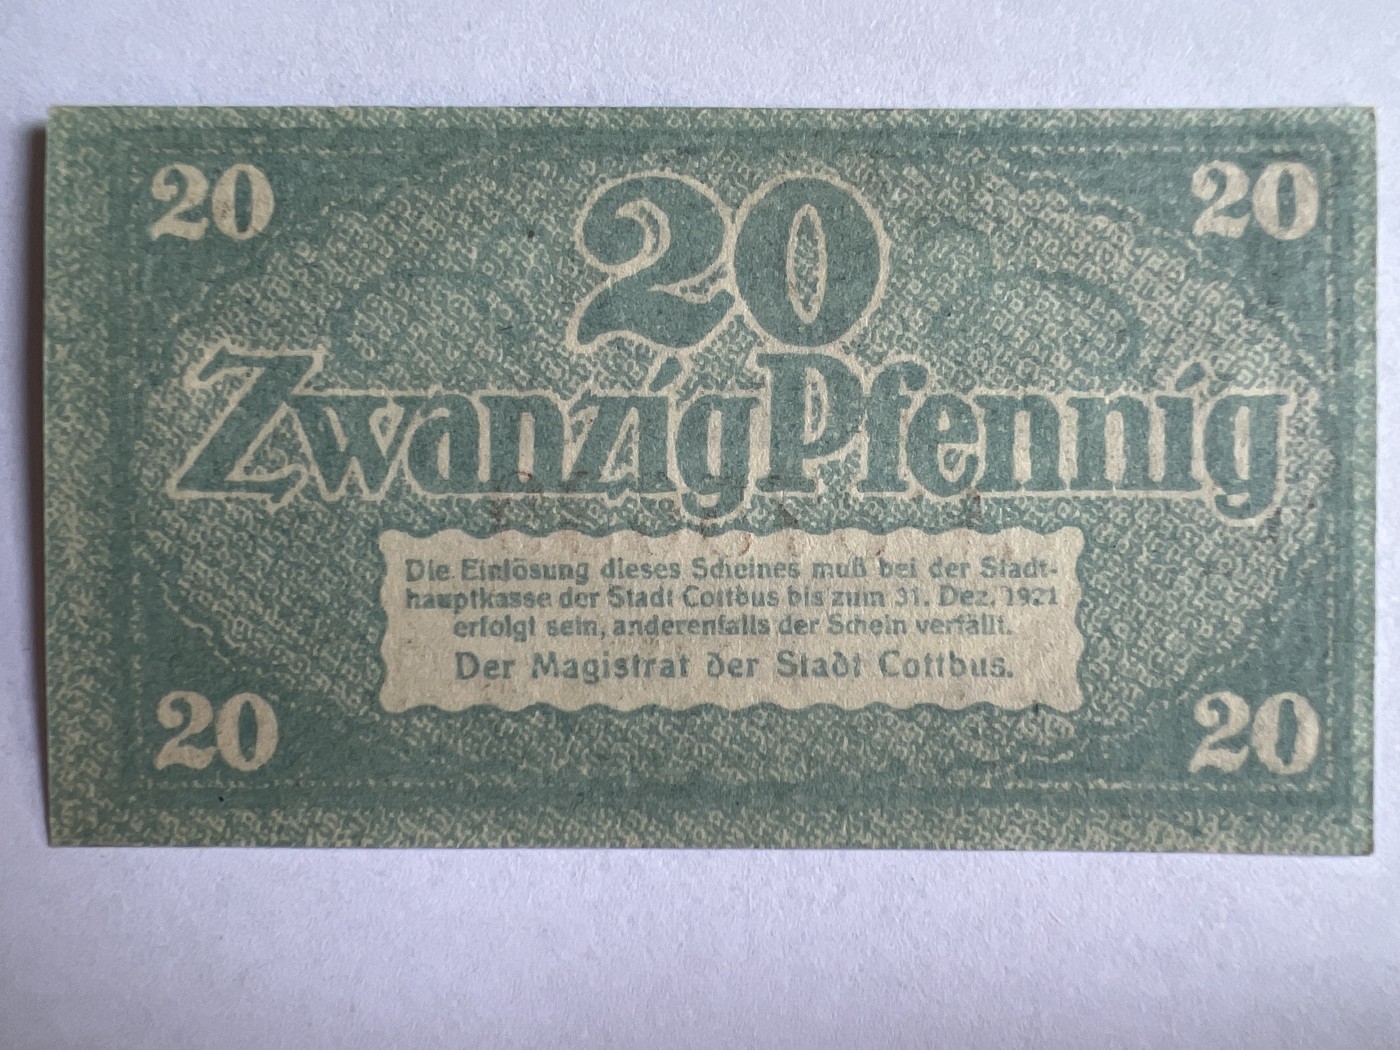 20 20 20
Zwanzig Pfennig
Die Einlösung dieses Scheines muß bei der Stadt-
hauptkasse der Stadt Cottbus bis zum 31. Dez. 1921
erfolgt sein, anderenfalls der Schein verfällt.
Der Magistrat der Stadt Cottbus.
20 20